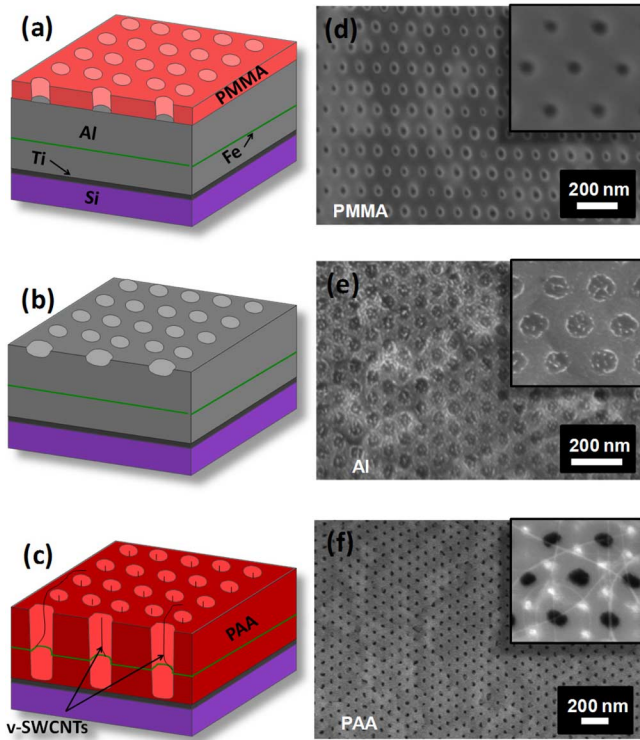 (a)
PMMA
Al
Ti
Fe
Si
(d)
200 nm
PMMA
(b)
(e)
200 nm
Al
(c)
PAA
v-SWCNTs
(f)
200 nm
PAA